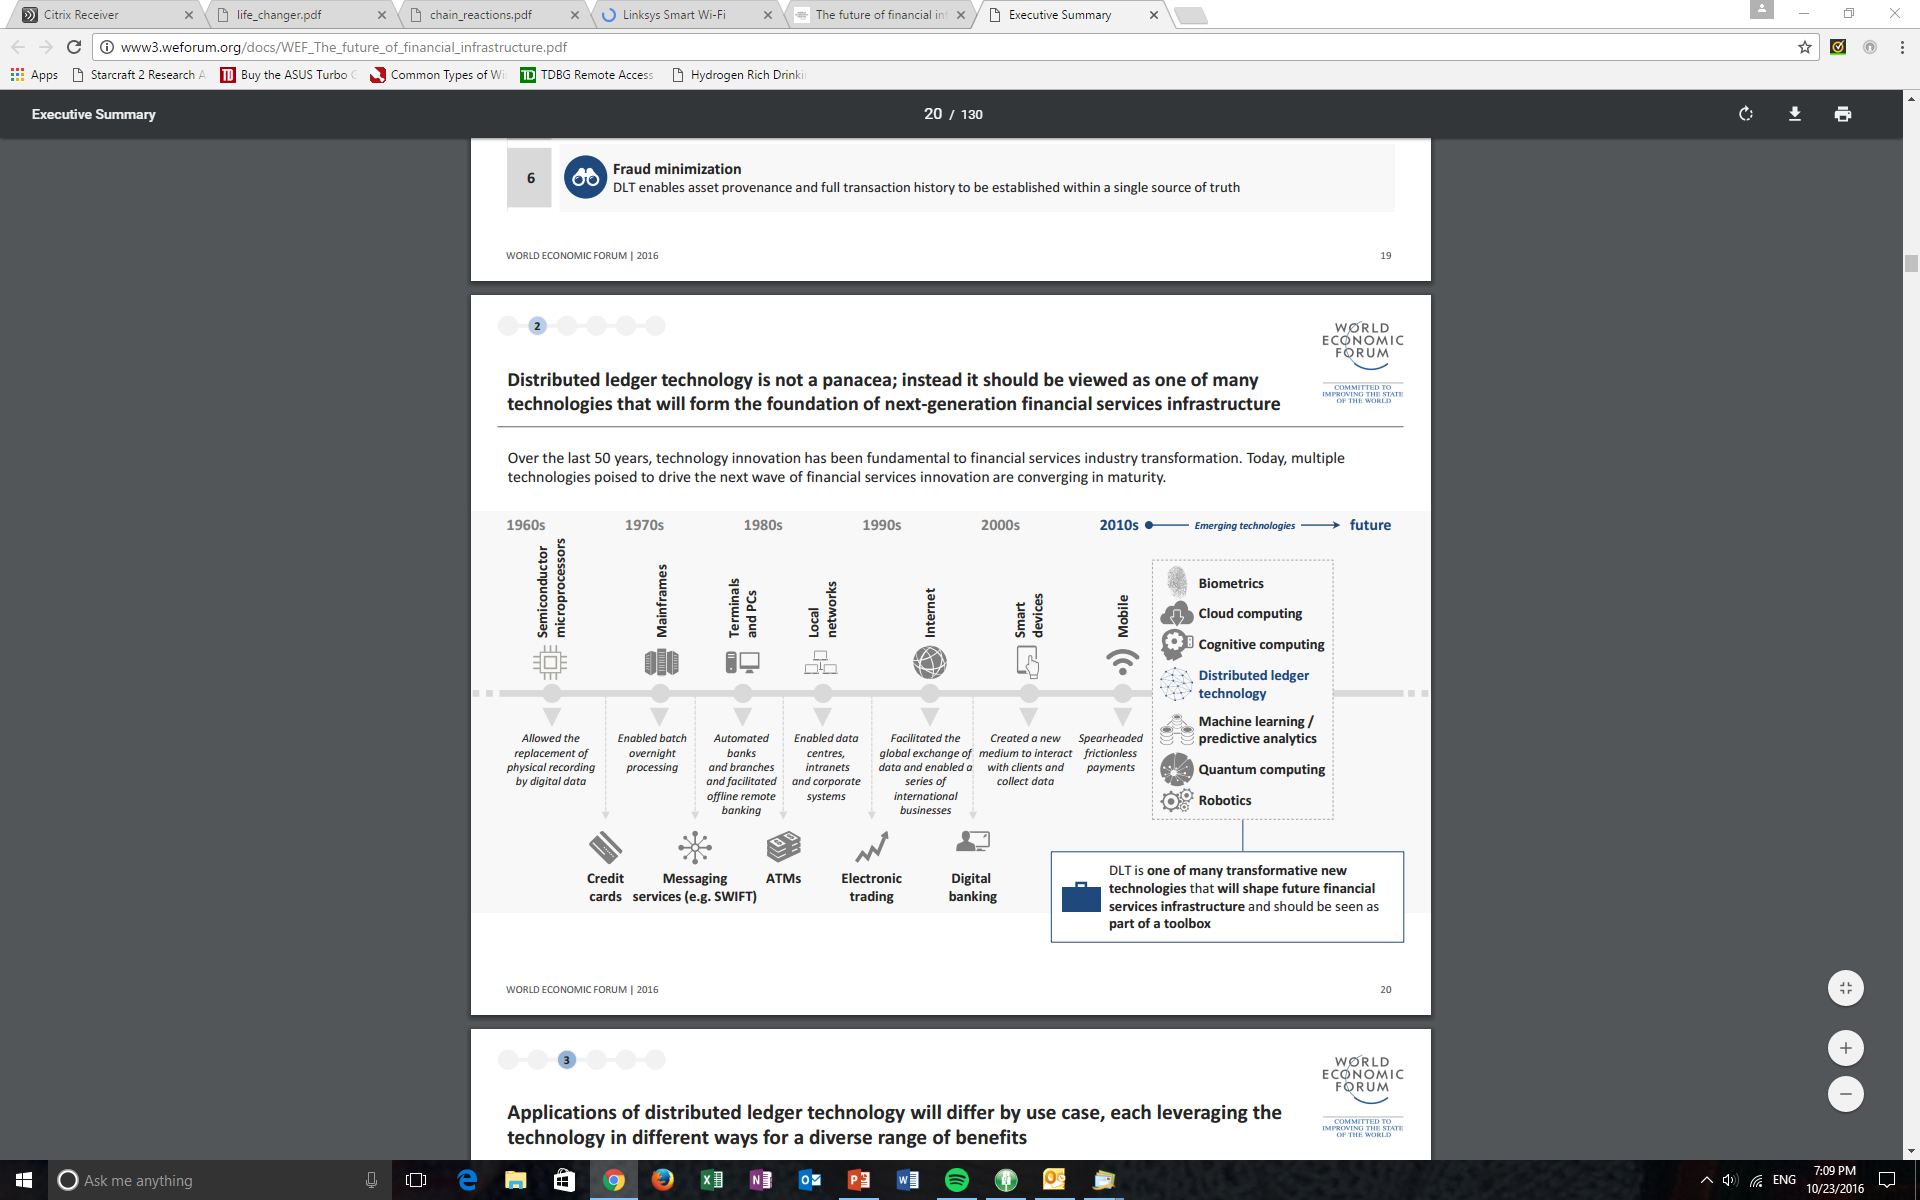 Citrix Receiver
life_changer.pdf
chain_reactions.pdf
Linksys Smart Wi-Fi
The future of financial in
Executive Summary
www3.weforum.org/docs/WEF_The_future_of_financial_infrastructure.pdf
Apps
Starcraft 2 Research A
Buy the ASUS Turbo G
Common Types of Wi
TDBG Remote Access
Hydrogen Rich Drinki
Executive Summary
20 / 130
6
Fraud minimization
DLT enables asset provenance and full transaction history to be established within a single source of truth
WORLD ECONOMIC FORUM | 2016
19
2
WORLD
ECONOMIC
FORUM
COMMITTED TO
IMPROVING THE STATE
OF THE WORLD
Distributed ledger technology is not a panacea; instead it should be viewed as one of many
technologies that will form the foundation of next-generation financial services infrastructure
Over the last 50 years, technology innovation has been fundamental to financial services industry transformation. Today, multiple
technologies poised to drive the next wave of financial services innovation are converging in maturity.
1960s
1970s
1980s
1990s
2000s
2010s
Emerging technologies
future
Semiconductor
microprocessors
Mainframes
Terminals
and PCs
Local
networks
Internet
Smart
devices
Mobile
Biometrics
Cloud computing
Cognitive computing
Distributed ledger
technology
Machine learning /
predictive analytics
Quantum computing
Robotics
Allowed the
replacement of
physical recording
by digital data
Enabled batch
overnight
processing
Automated
banks
and branches
and facilitated
offline remote
banking
Enabled data
centres,
intranets
and corporate
systems
Facilitated the
global exchange of
data and enabled a
series of
international
businesses
Created a new
medium to interact
with clients and
collect data
Spearheaded
frictionless
payments
Credit
cards
Messaging
services (e.g. SWIFT)
ATMs
Electronic
trading
Digital
banking
DLT is one of many transformative new
technologies that will shape future financial
services infrastructure and should be seen as
part of a toolbox
WORLD ECONOMIC FORUM | 2016
20
3
WORLD
ECONOMIC
FORUM
COMMITTED TO
IMPROVING THE STATE
OF THE WORLD
Applications of distributed ledger technology will differ by use case, each leveraging the
technology in different ways for a diverse range of benefits
Ask me anything
ENG
7:09 PM
10/23/2016